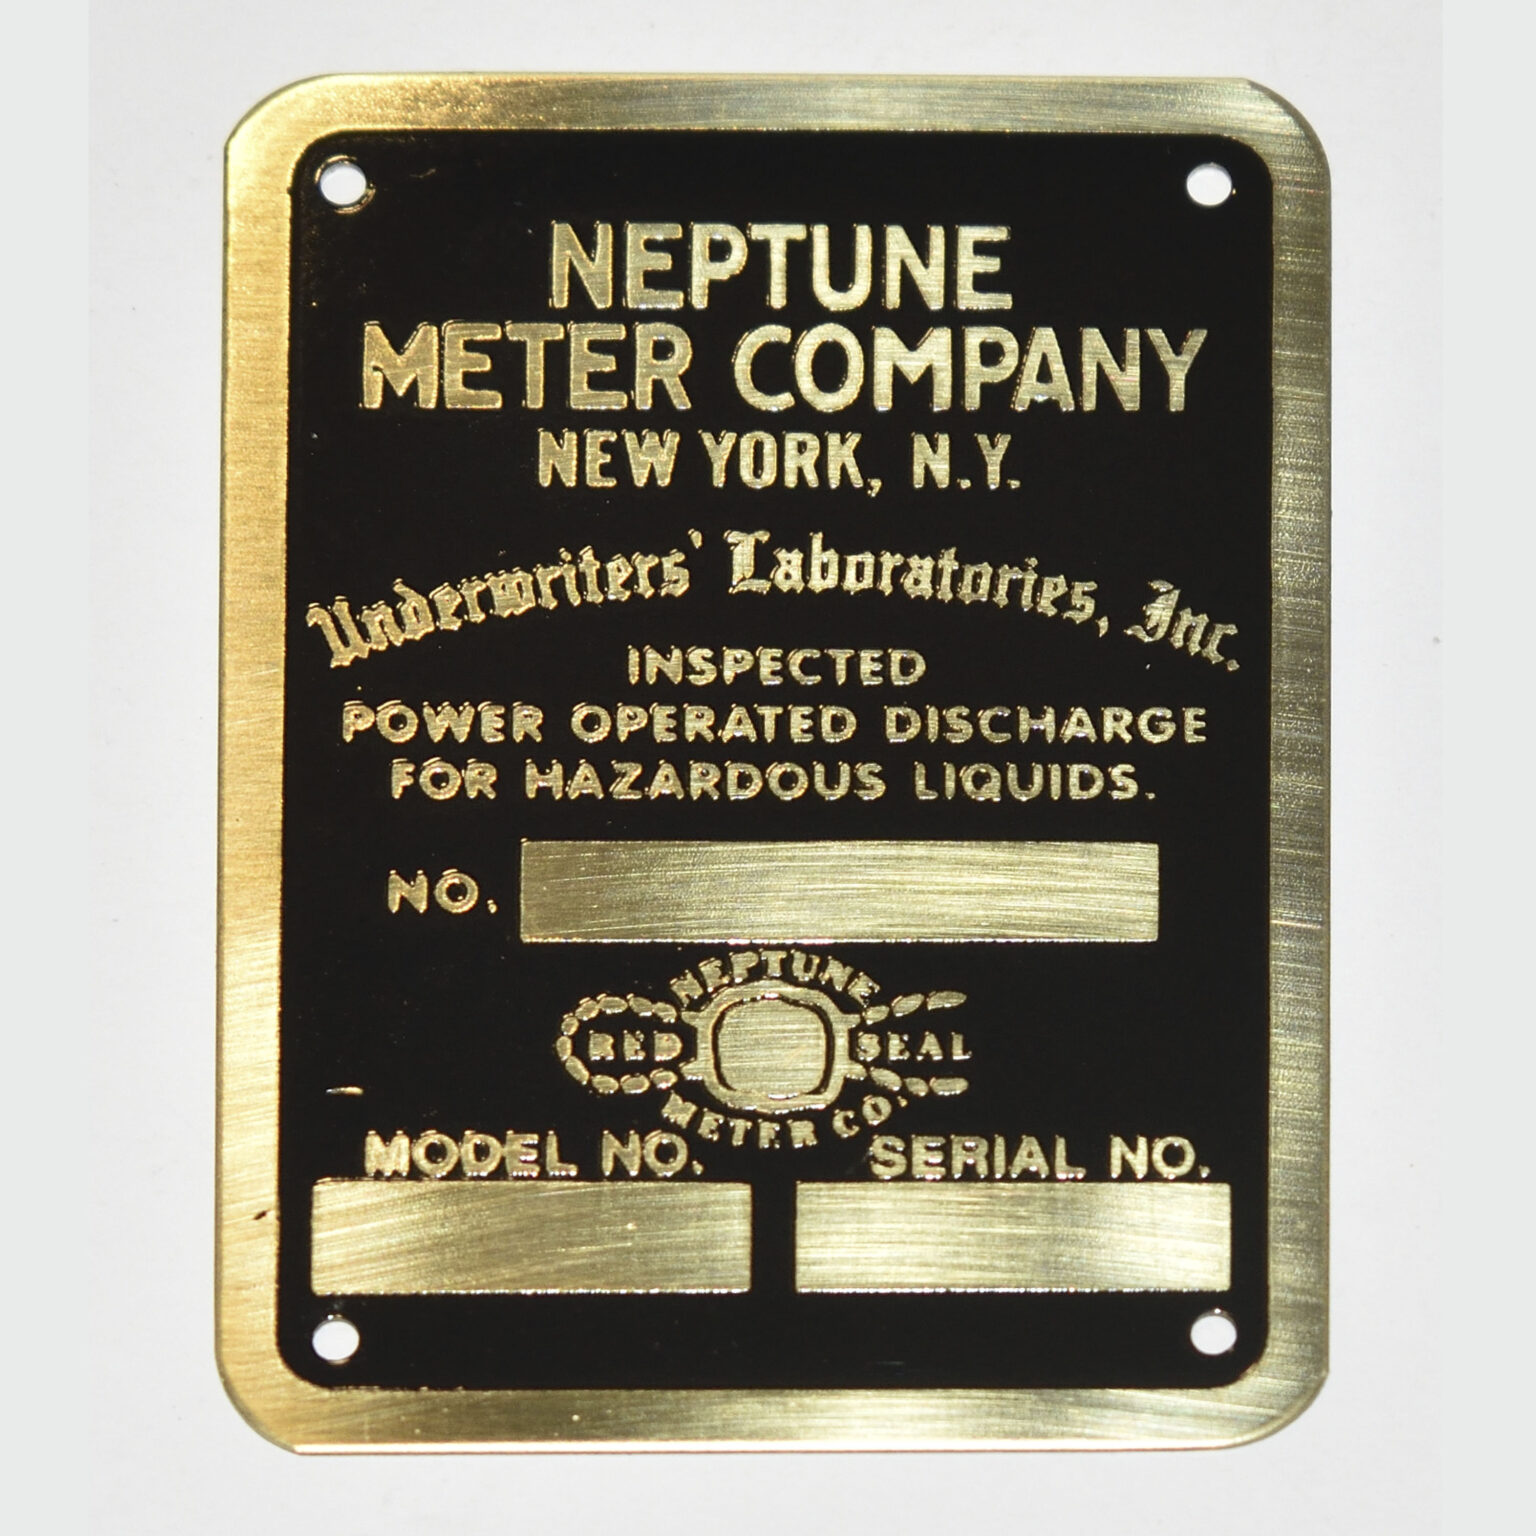 NEPTUNE
METER COMPANY
NEW YORK, N.Y.
Underwriters' Laboratories, Inc.
INSPECTED
POWER OPERATED DISCHARGE
FOR HAZARDOUS LIQUIDS.
NO.
NEPTUNE
RED SEAL
METER CO.
MODEL NO. SERIAL NO.